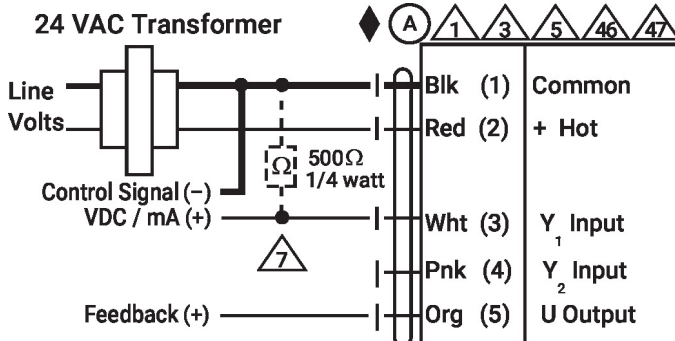 24 VAC Transformer
A 1 3 5 46 47
Line
Volts
Blk (1) Common
Red (2) + Hot
Ω 500Ω
1/4 watt
Control Signal (−)
VDC / mA (+)
Wht (3) Y1 Input
7
Pnk (4) Y2 Input
Feedback (+)
Org (5) U Output